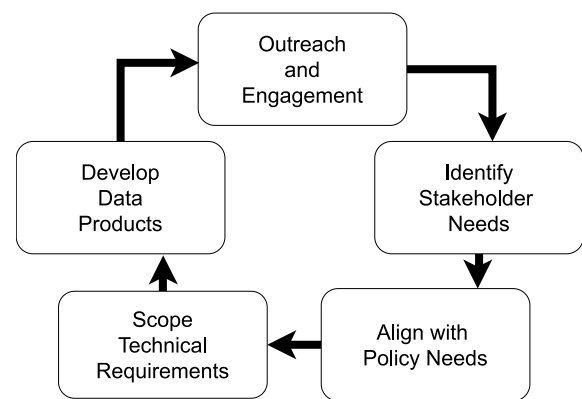 Outreach
and
Engagement
Identify
Stakeholder
Needs
Align with
Policy Needs
Scope
Technical
Requirements
Develop
Data
Products